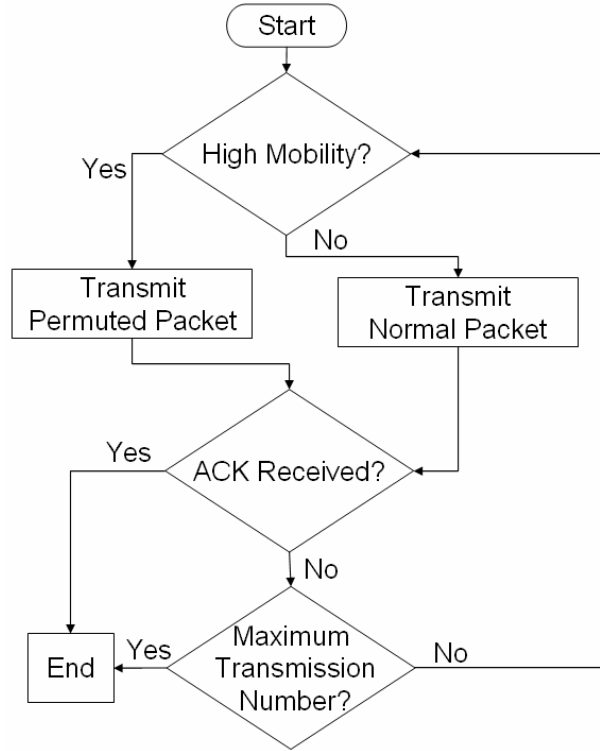 Start
High Mobility?
Yes
No
Transmit
Permuted Packet
Transmit
Normal Packet
Yes
ACK Received?
No
Maximum
Transmission
Number?
Yes
No
End